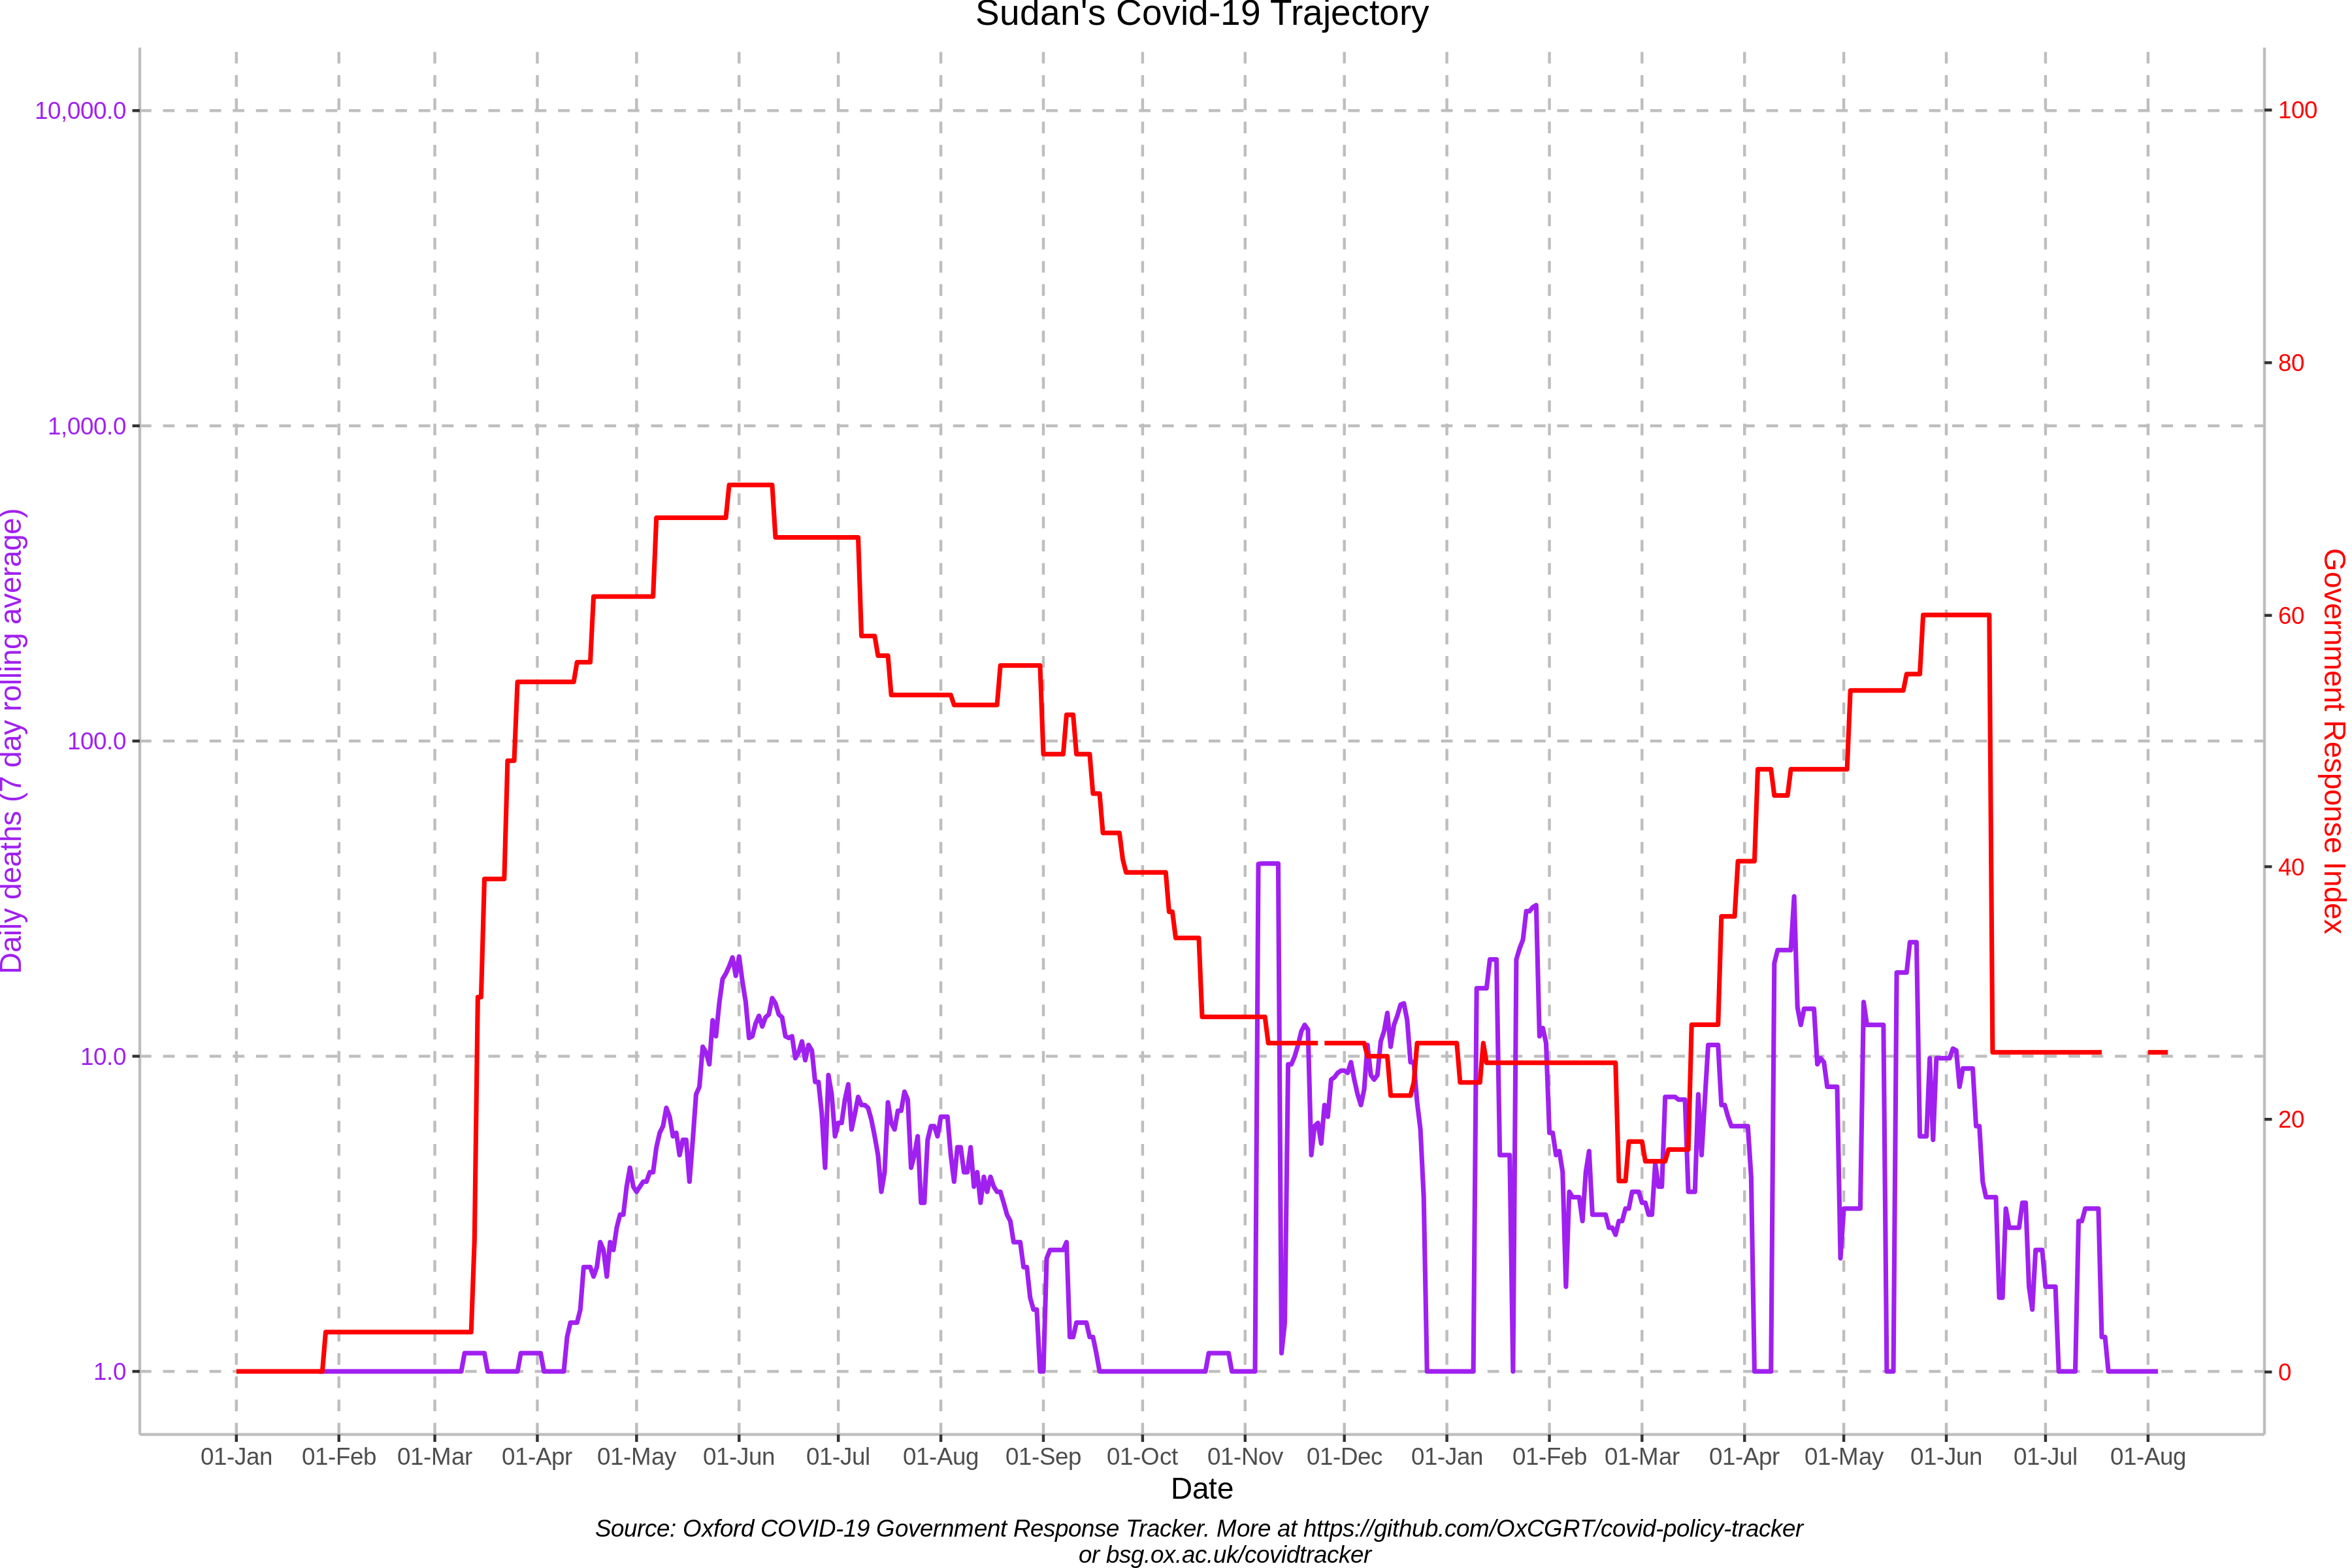 Sudan's Covid-19 Trajectory
10,000.0
1,000.0
100.0
10.0
1.0
Daily deaths (7 day rolling average)
100
80
60
40
20
0
Government Response Index
01-Jan 01-Feb 01-Mar 01-Apr 01-May 01-Jun 01-Jul 01-Aug 01-Sep 01-Oct 01-Nov 01-Dec 01-Jan 01-Feb 01-Mar 01-Apr 01-May 01-Jun 01-Jul 01-Aug
Date
Source: Oxford COVID-19 Government Response Tracker. More at https://github.com/OxCGRT/covid-policy-tracker
or bsg.ox.ac.uk/covidtracker